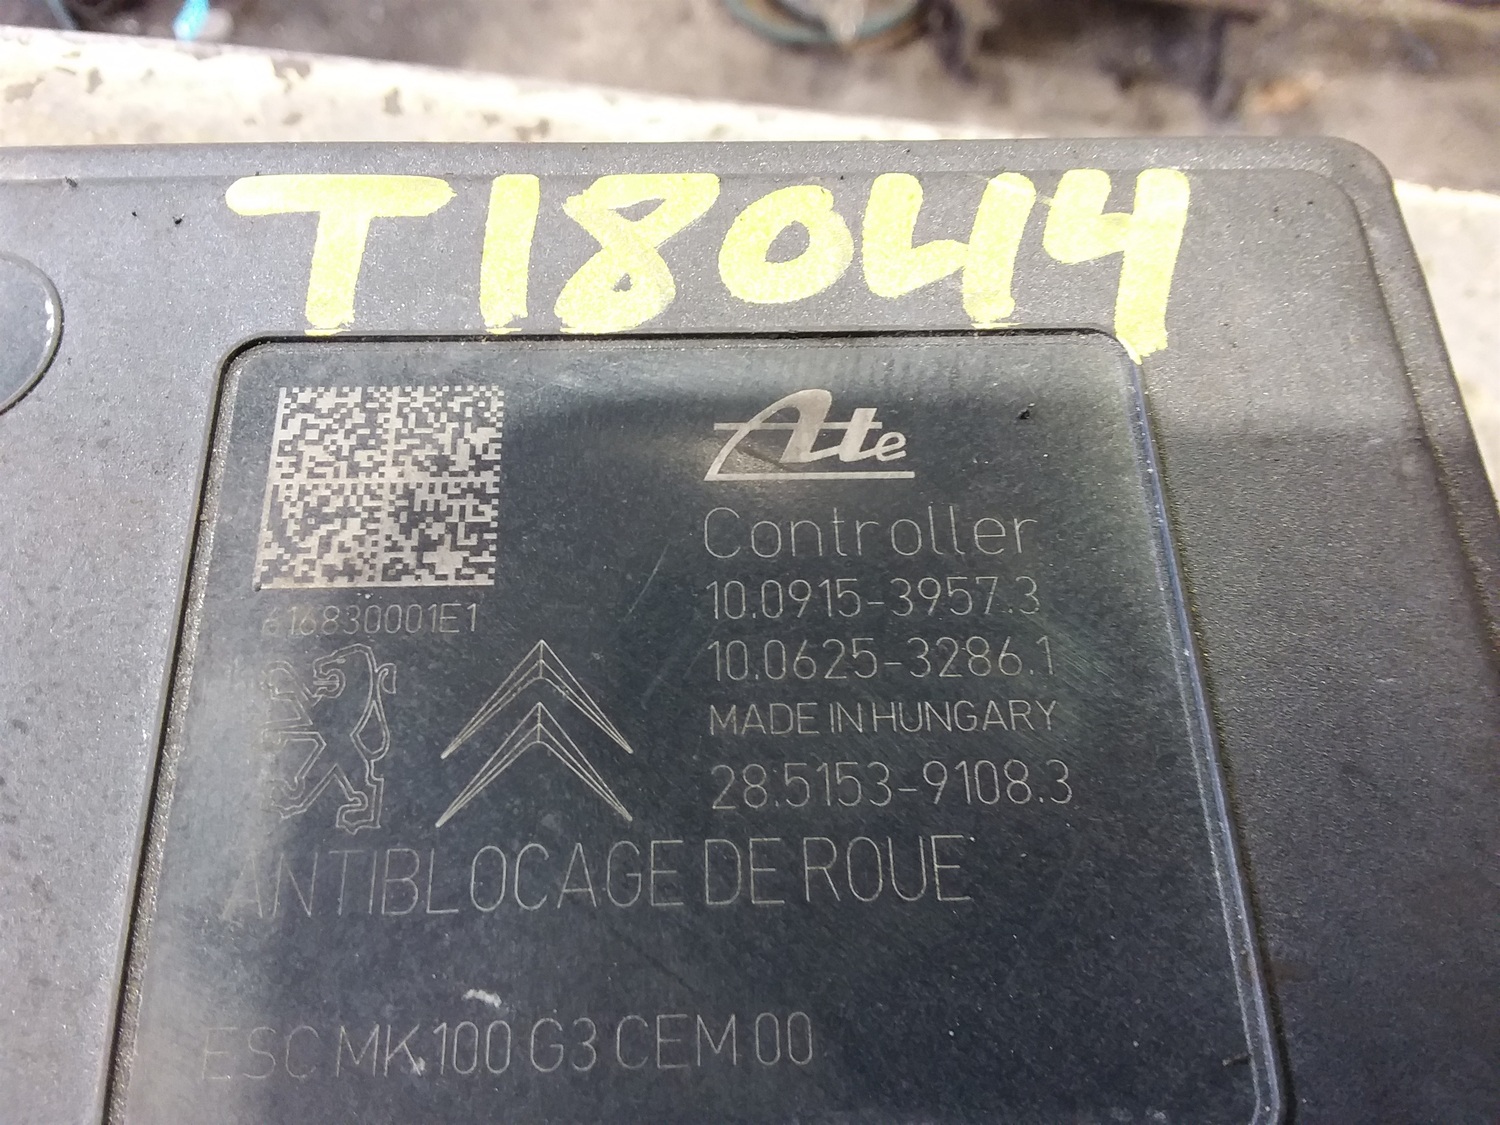 T18044
Ate
Controller
10.0915-3957.3
616830001E1
10.0625-3286.1
MADE IN HUNGARY
28.5153-9108.3
ANTIBLOCAGE DE ROUE
ESC MK100 G3 CEM 00